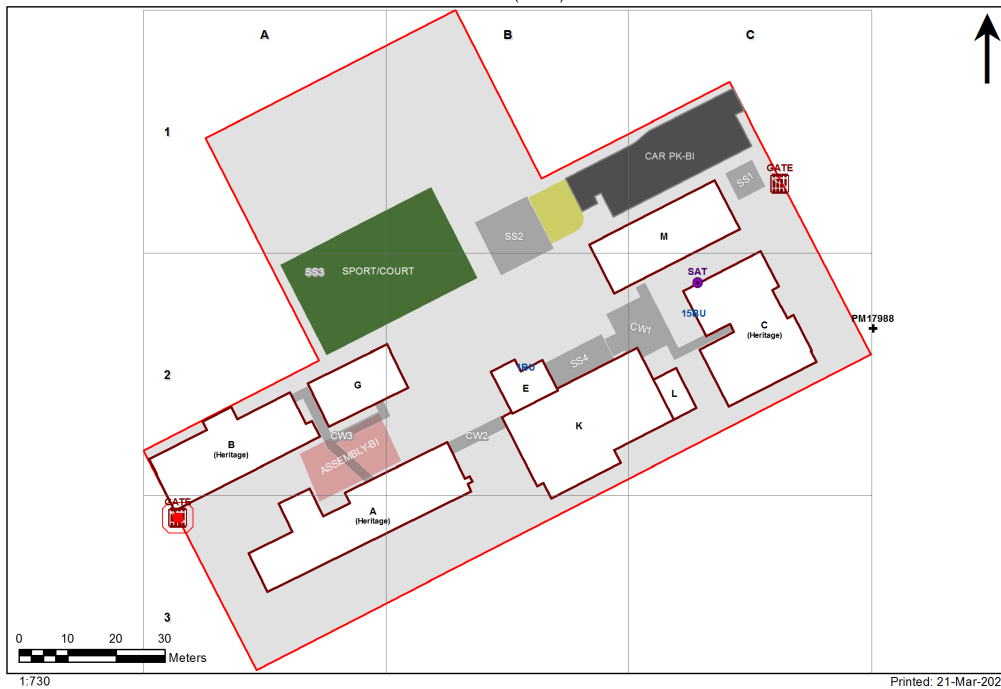 A
B
C
1
CAR PK-BI
GATE
SS1
SS2
M
SS3
SPORT/COURT
SAT
15BU
PM17988
CW1
C
(Heritage)
2
SS4
G
E
L
K
CW3
CW2
B
(Heritage)
ASSEMBLY-BI
GATE
A
(Heritage)
3
0 10 20 30
Meters
1:730
Printed: 21-Mar-202